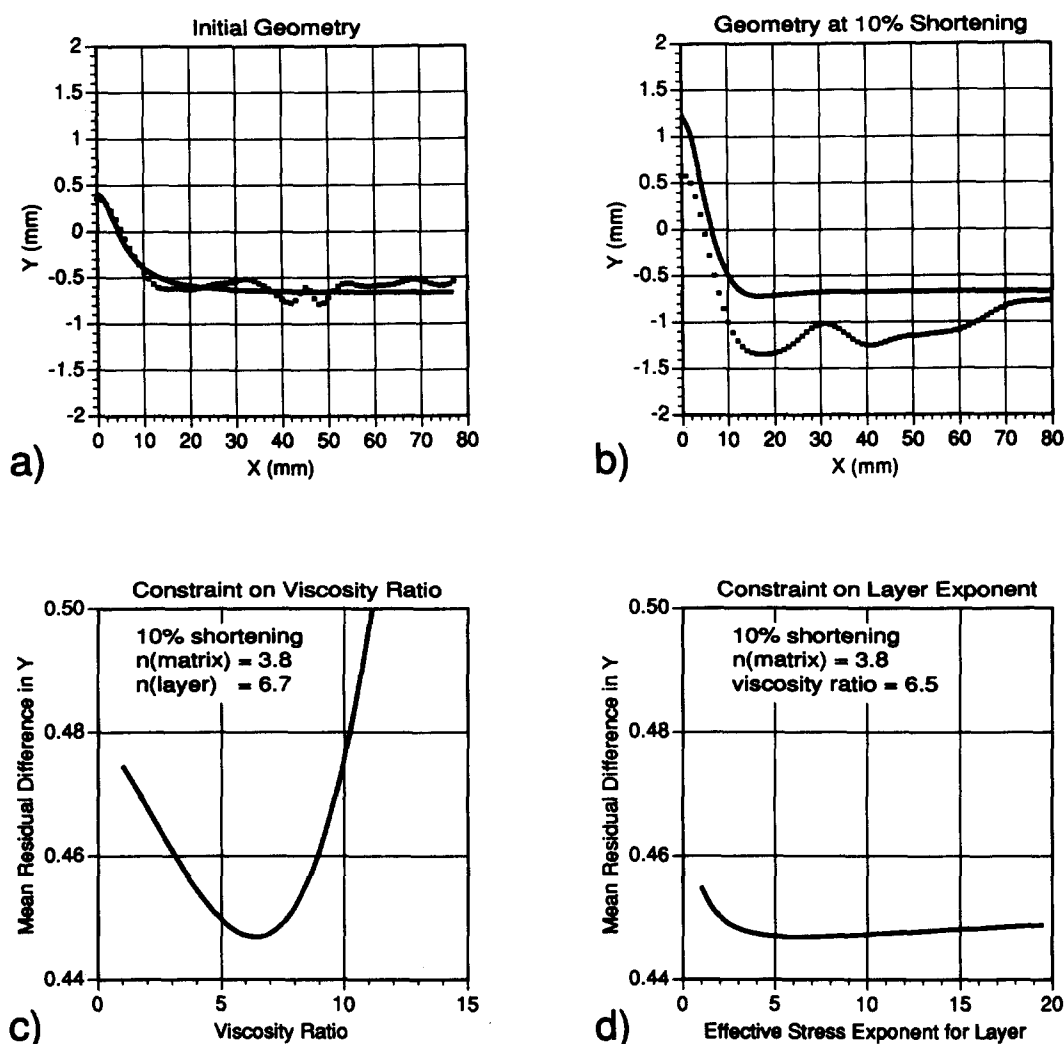 Initial Geometry
2
1.5
1
0.5
0
-0.5
-1
-1.5
-2
Y (mm)
0 10 20 30 40 50 60 70 80
X (mm)
a)
Geometry at 10% Shortening
2
1.5
1
0.5
0
-0.5
-1
-1.5
-2
Y (mm)
0 10 20 30 40 50 60 70 80
X (mm)
b)
Constraint on Viscosity Ratio
10% shortening
n(matrix) = 3.8
n(layer) = 6.7
0.50
0.48
0.46
0.44
Mean Residual Difference in Y
0 5 10 15
Viscosity Ratio
c)
Constraint on Layer Exponent
10% shortening
n(matrix) = 3.8
viscosity ratio = 6.5
0.50
0.48
0.46
0.44
Mean Residual Difference in Y
0 5 10 15 20
Effective Stress Exponent for Layer
d)